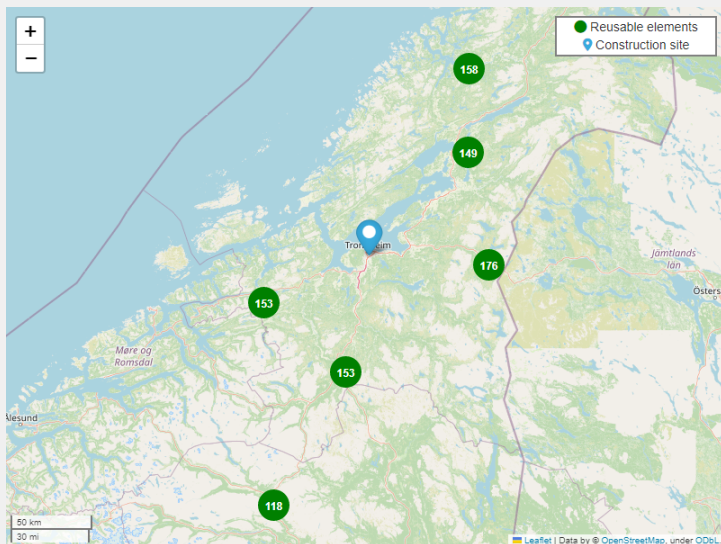 +
−
Reusable elements
Construction site
158
149
Trondheim
176
Jämtlands
län
Östers
153
Møre og
Romsdal
153
Ålesund
118
50 km
30 mi
Leaflet | Data by © OpenStreetMap, under ODbL.